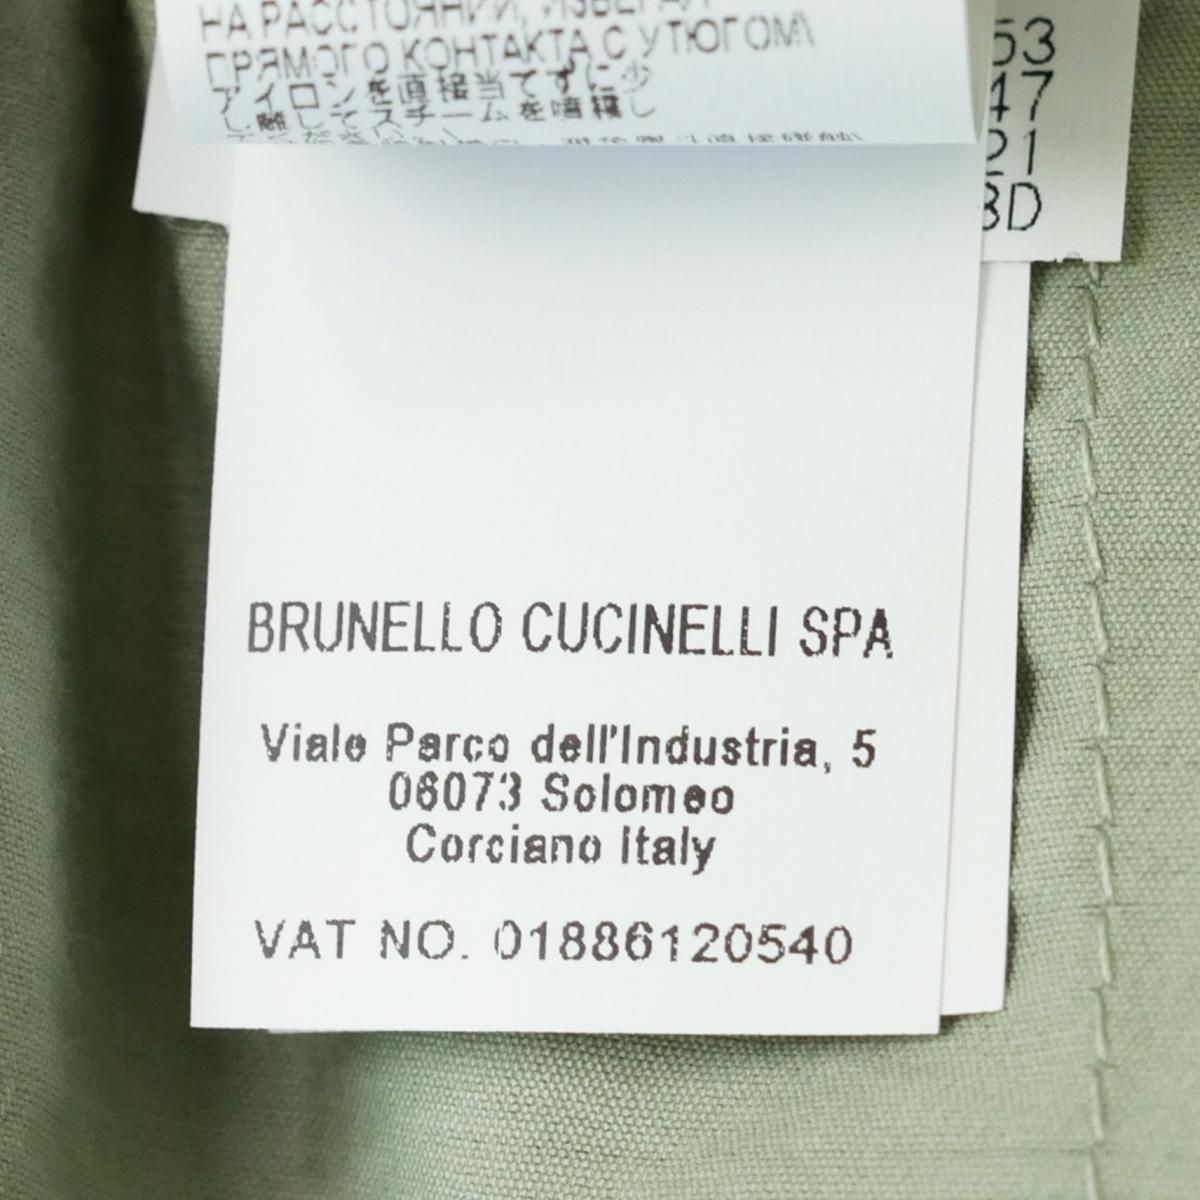 НА РАССТОЯНИИ, ИЗБЕГАЯ
ПРЯМОГО КОНТАКТА С УТЮГОМ\
アイロンを直接当てずに少
し離してスチームを噴霧し
53
47
21
3D
BRUNELLO CUCINELLI SPA
Viale Parco dell'Industria, 5
06073 Solomeo
Corciano Italy
VAT NO. 01886120540